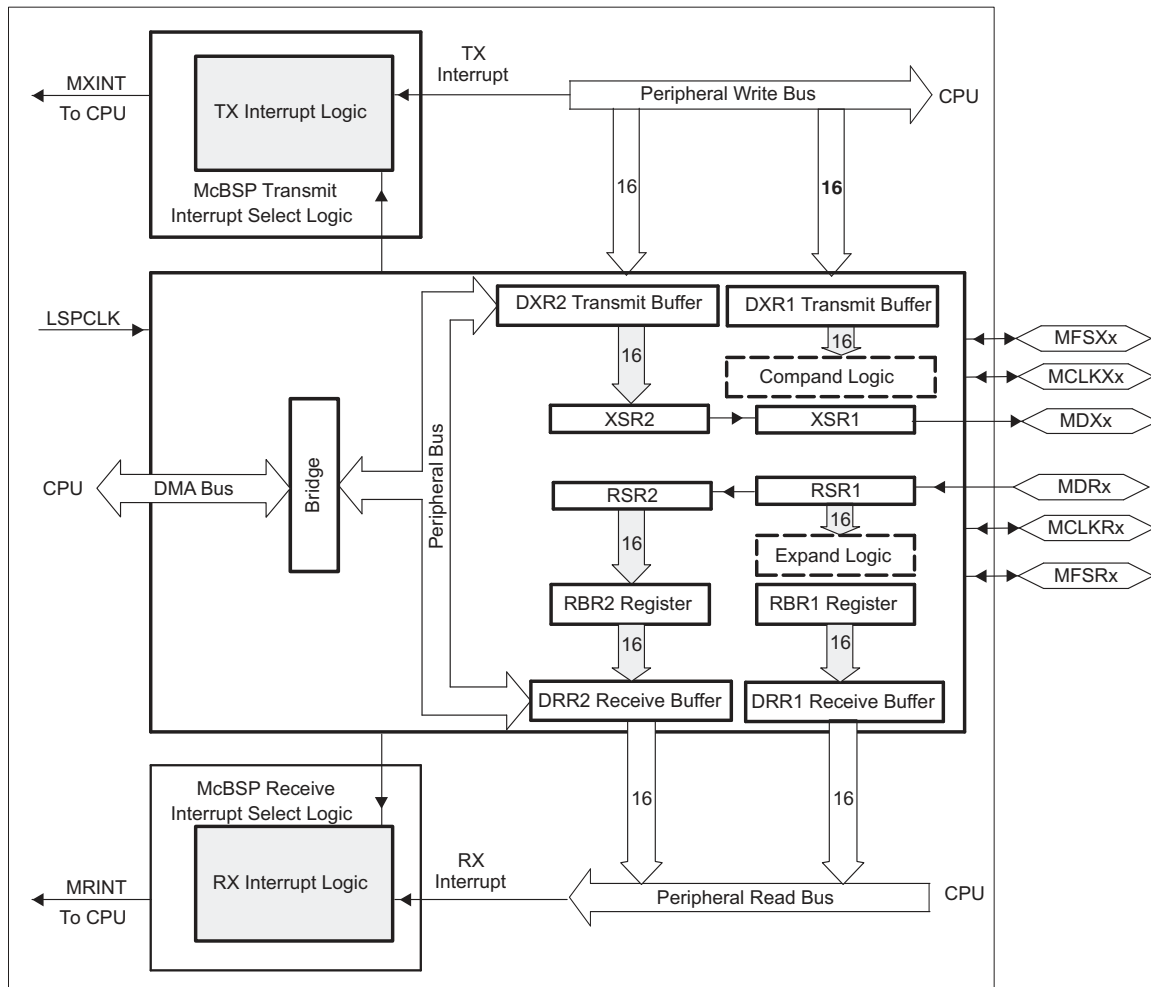 TX
Interrupt
MXINT
To CPU
TX Interrupt Logic
Peripheral Write Bus
CPU
McBSP Transmit
Interrupt Select Logic
16
16
LSPCLK
DXR2 Transmit Buffer
DXR1 Transmit Buffer
16
16
MFSXx
Compand Logic
MCLKXx
XSR2
XSR1
MDXx
CPU
DMA Bus
Bridge
Peripheral Bus
RSR2
RSR1
MDRx
16
16
MCLKRx
Expand Logic
MFSRx
RBR2 Register
RBR1 Register
16
16
DRR2 Receive Buffer
DRR1 Receive Buffer
McBSP Receive
Interrupt Select Logic
16
16
RX Interrupt Logic
RX
Interrupt
MRINT
To CPU
Peripheral Read Bus
CPU